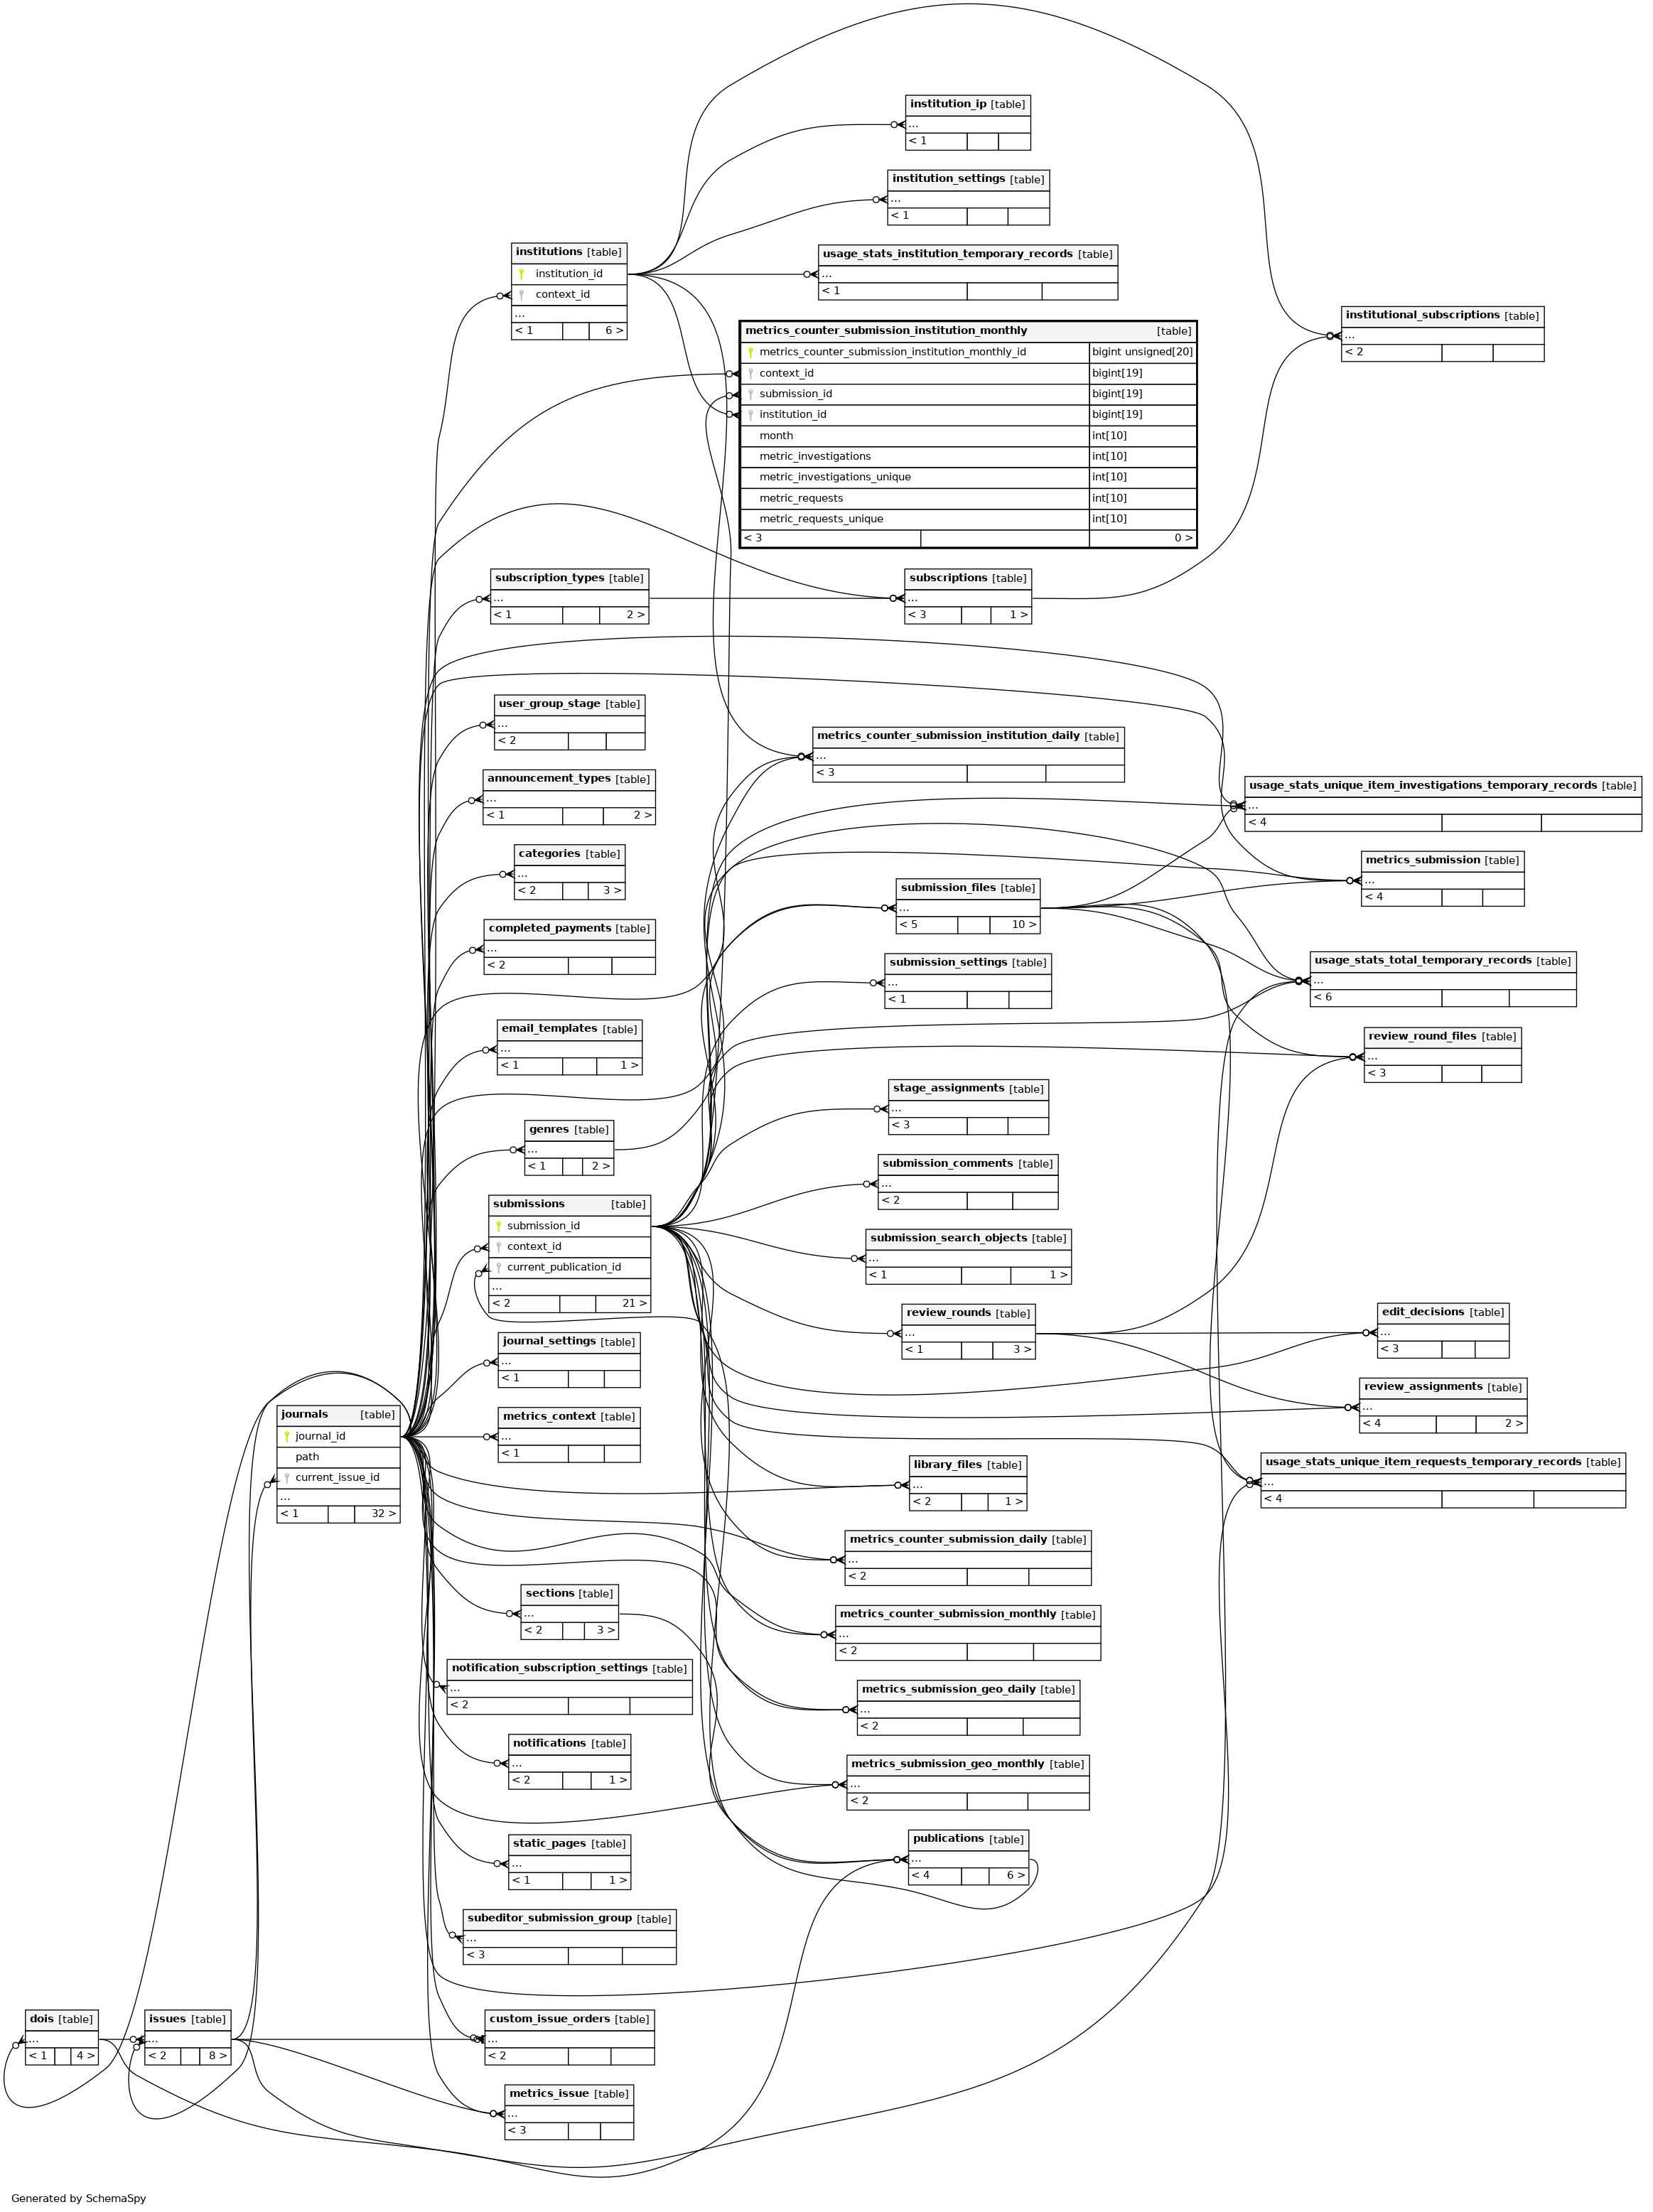 institution_ip [table]
...
< 1
institution_settings [table]
...
< 1
institutions [table]
institution_id
context_id
...
< 1 6 >
usage_stats_institution_temporary_records [table]
...
< 1
institutional_subscriptions [table]
...
< 2
metrics_counter_submission_institution_monthly [table]
metrics_counter_submission_institution_monthly_id bigint unsigned[20]
context_id bigint[19]
submission_id bigint[19]
institution_id bigint[19]
month int[10]
metric_investigations int[10]
metric_investigations_unique int[10]
metric_requests int[10]
metric_requests_unique int[10]
< 3 0 >
subscription_types [table]
...
< 1 2 >
subscriptions [table]
...
< 3 1 >
user_group_stage [table]
...
< 2
metrics_counter_submission_institution_daily [table]
...
< 3
announcement_types [table]
...
< 1 2 >
usage_stats_unique_item_investigations_temporary_records [table]
...
< 4
categories [table]
...
< 2 3 >
metrics_submission [table]
...
< 4
submission_files [table]
...
< 5 10 >
completed_payments [table]
...
< 2
submission_settings [table]
...
< 1
usage_stats_total_temporary_records [table]
...
< 6
email_templates [table]
...
< 1 1 >
review_round_files [table]
...
< 3
stage_assignments [table]
...
< 3
genres [table]
...
< 1 2 >
submission_comments [table]
...
< 2
submissions [table]
submission_id
context_id
current_publication_id
...
< 2 21 >
submission_search_objects [table]
...
< 1 1 >
review_rounds [table]
...
< 1 3 >
edit_decisions [table]
...
< 3
journal_settings [table]
...
< 1
review_assignments [table]
...
< 4 2 >
journals [table]
journal_id
path
current_issue_id
...
< 1 32 >
metrics_context [table]
...
< 1
usage_stats_unique_item_requests_temporary_records [table]
...
< 4
library_files [table]
...
< 2 1 >
metrics_counter_submission_daily [table]
...
< 2
sections [table]
...
< 2 3 >
metrics_counter_submission_monthly [table]
...
< 2
notification_subscription_settings [table]
...
< 2
metrics_submission_geo_daily [table]
...
< 2
notifications [table]
...
< 2 1 >
metrics_submission_geo_monthly [table]
...
< 2
static_pages [table]
...
< 1 1 >
publications [table]
...
< 4 6 >
subeditor_submission_group [table]
...
< 3
dois [table]
...
< 1 4 >
issues [table]
...
< 2 8 >
custom_issue_orders [table]
...
< 2
metrics_issue [table]
...
< 3
Generated by SchemaSpy